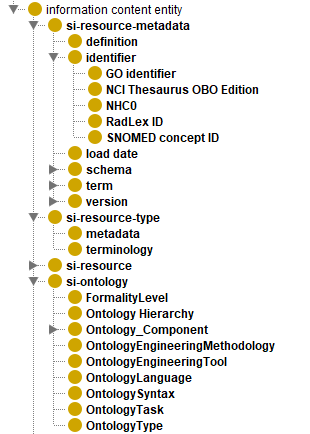 information content entity
si-resource-metadata
definition
identifier
GO identifier
NCI Thesaurus OBO Edition
NHC0
RadLex ID
SNOMED concept ID
load date
schema
term
version
si-resource-type
metadata
terminology
si-resource
si-ontology
FormalityLevel
Ontology Hierarchy
Ontology_Component
OntologyEngineeringMethodology
OntologyEngineeringTool
OntologyLanguage
OntologySyntax
OntologyTask
OntologyType